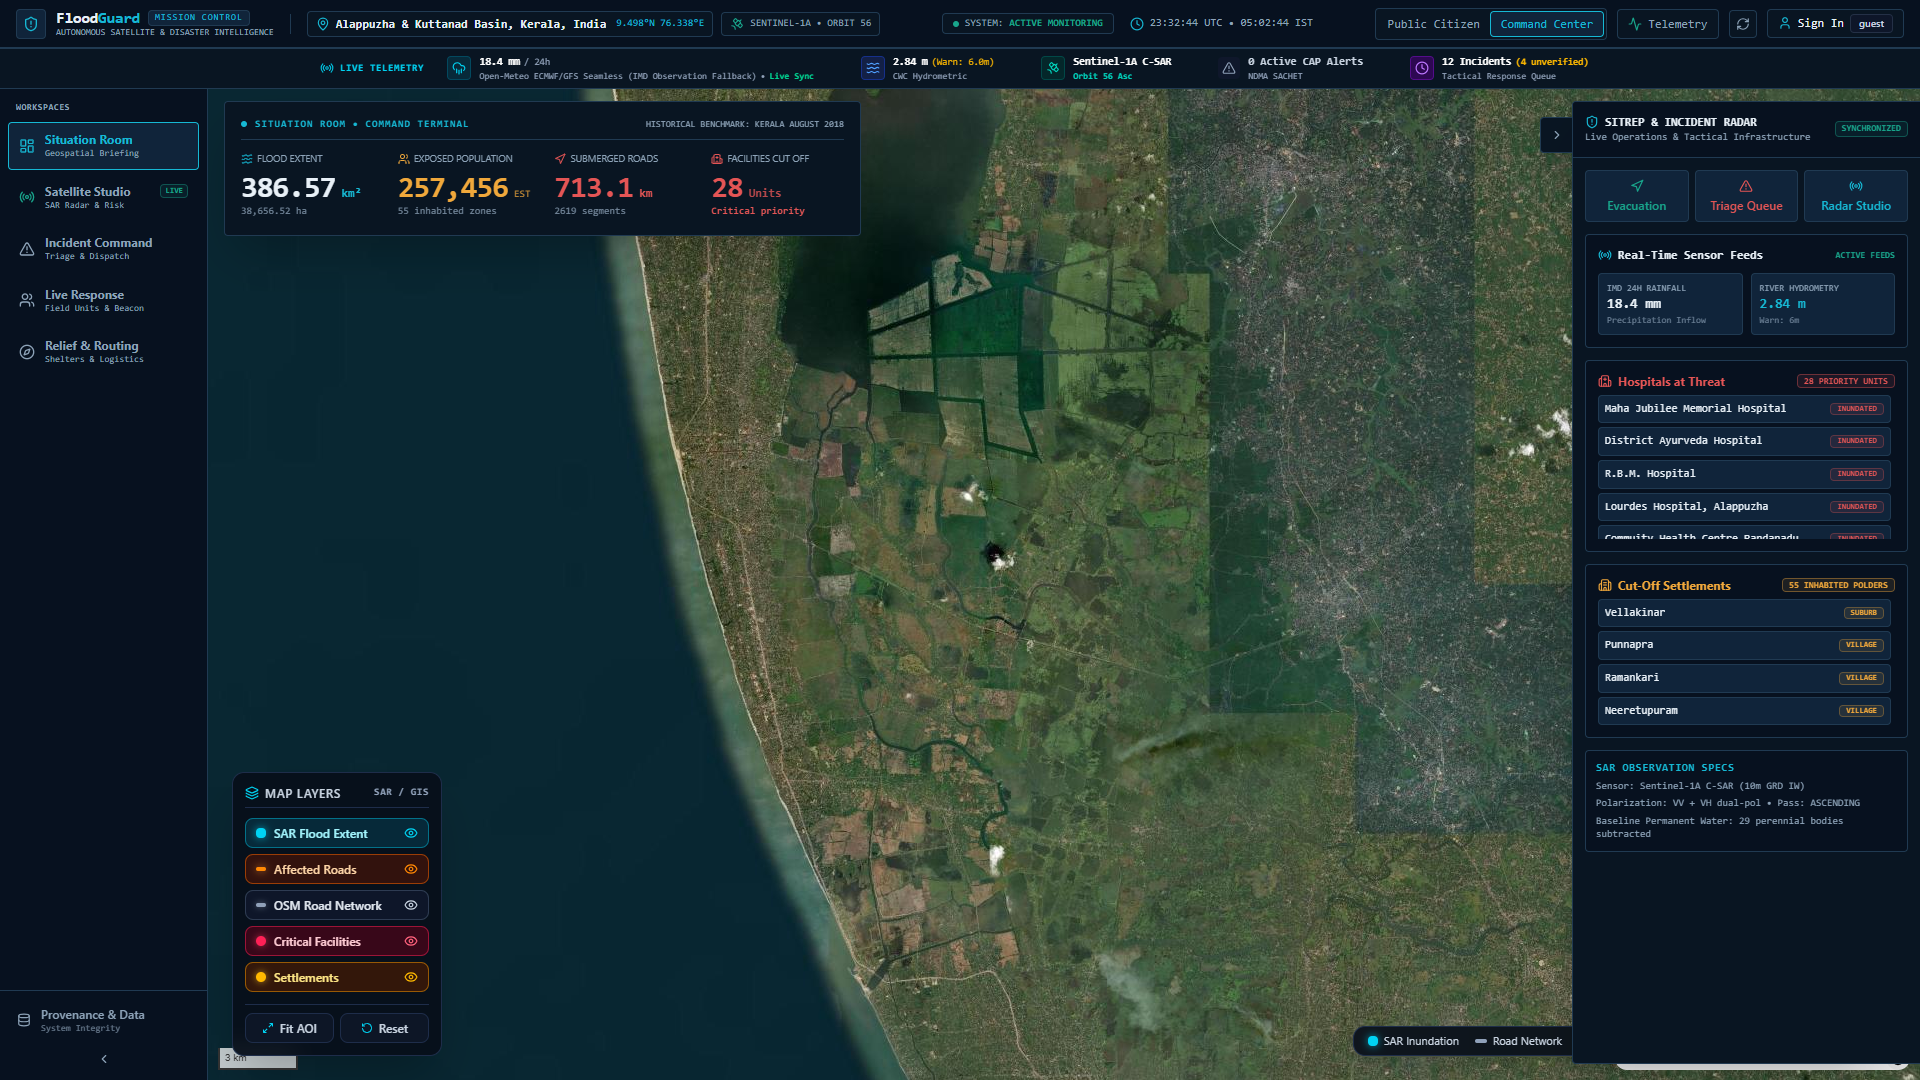 FloodGuard MISSION CONTROL
AUTONOMOUS SATELLITE & DISASTER INTELLIGENCE
Alappuzha & Kuttanad Basin, Kerala, India 9.498°N 76.338°E
SENTINEL-1A • ORBIT 56
SYSTEM: ACTIVE MONITORING
23:32:44 UTC • 05:02:44 IST
Public Citizen
Command Center
Telemetry
Sign In guest
LIVE TELEMETRY
18.4 mm / 24h
Open-Meteo ECMWF/GFS Seamless (IMD Observation Fallback) • Live Sync
2.84 m (Warn: 6.0m)
CWC Hydrometric
Sentinel-1A C-SAR
Orbit 56 Asc
0 Active CAP Alerts
NDMA SACHET
12 Incidents (4 unverified)
Tactical Response Queue
WORKSPACES
Situation Room
Geospatial Briefing
Satellite Studio LIVE
SAR Radar & Risk
Incident Command
Triage & Dispatch
Live Response
Field Units & Beacon
Relief & Routing
Shelters & Logistics
Provenance & Data
System Integrity
SITUATION ROOM • COMMAND TERMINAL
HISTORICAL BENCHMARK: KERALA AUGUST 2018
FLOOD EXTENT
386.57 km²
38,656.52 ha
EXPOSED POPULATION
257,456 EST
55 inhabited zones
SUBMERGED ROADS
713.1 km
2619 segments
FACILITIES CUT OFF
28 Units
Critical priority
MAP LAYERS SAR / GIS
SAR Flood Extent
Affected Roads
OSM Road Network
Critical Facilities
Settlements
Fit AOI
Reset
3 km
SAR Inundation
Road Network
SITREP & INCIDENT RADAR
Live Operations & Tactical Infrastructure
SYNCHRONIZED
Evacuation
Triage Queue
Radar Studio
Real-Time Sensor Feeds ACTIVE FEEDS
IMD 24H RAINFALL
18.4 mm
Precipitation Inflow
RIVER HYDROMETRY
2.84 m
Warn: 6m
Hospitals at Threat 28 PRIORITY UNITS
Maha Jubilee Memorial Hospital INUNDATED
District Ayurveda Hospital INUNDATED
R.B.M. Hospital INUNDATED
Lourdes Hospital, Alappuzha INUNDATED
Commuity Health Centre Pandanadu INUNDATED
Cut-Off Settlements 55 INHABITED POLDERS
Vellakinar SUBURB
Punnapra VILLAGE
Ramankari VILLAGE
Neeretupuram VILLAGE
SAR OBSERVATION SPECS
Sensor: Sentinel-1A C-SAR (10m GRD IW)
Polarization: VV + VH dual-pol • Pass: ASCENDING
Baseline Permanent Water: 29 perennial bodies
subtracted